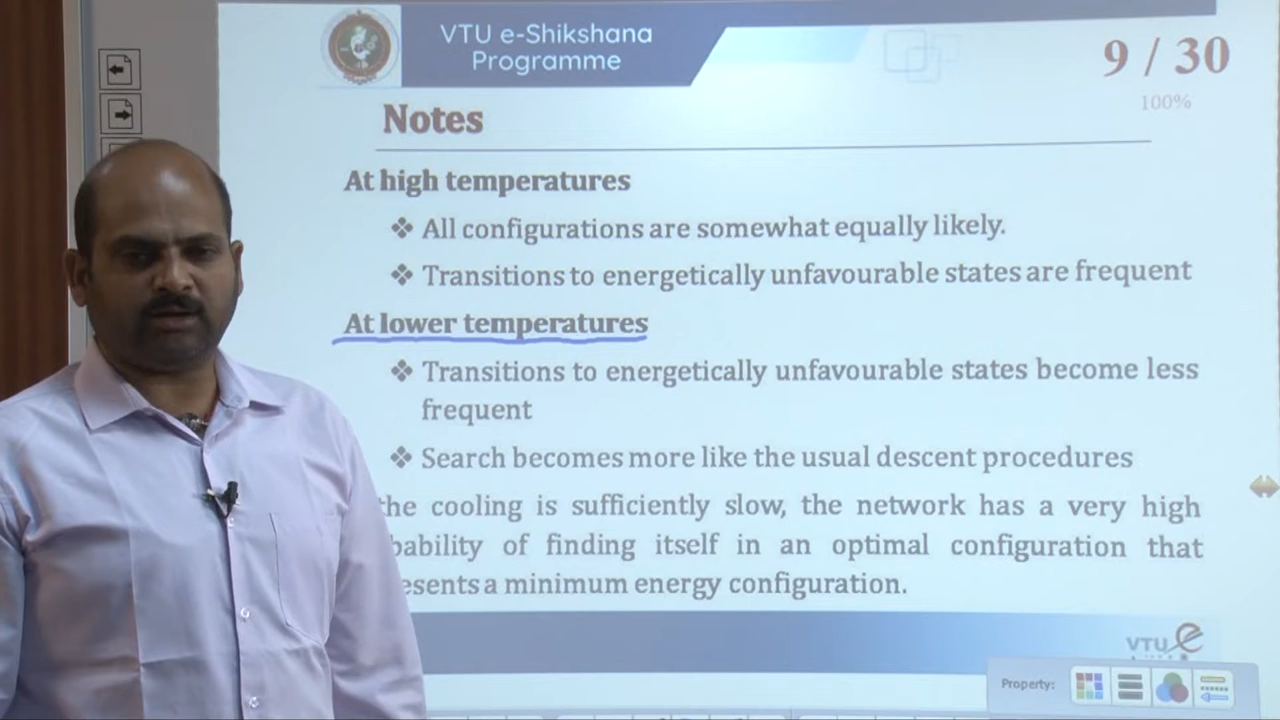 VTU e-Shikshana
Programme
9 / 30
100%
Notes
At high temperatures
❖ All configurations are somewhat equally likely.
❖ Transitions to energetically unfavourable states are frequent
At lower temperatures
❖ Transitions to energetically unfavourable states become less
frequent
❖ Search becomes more like the usual descent procedures
the cooling is sufficiently slow, the network has a very high
bability of finding itself in an optimal configuration that
esents a minimum energy configuration.
VTU e
Property: